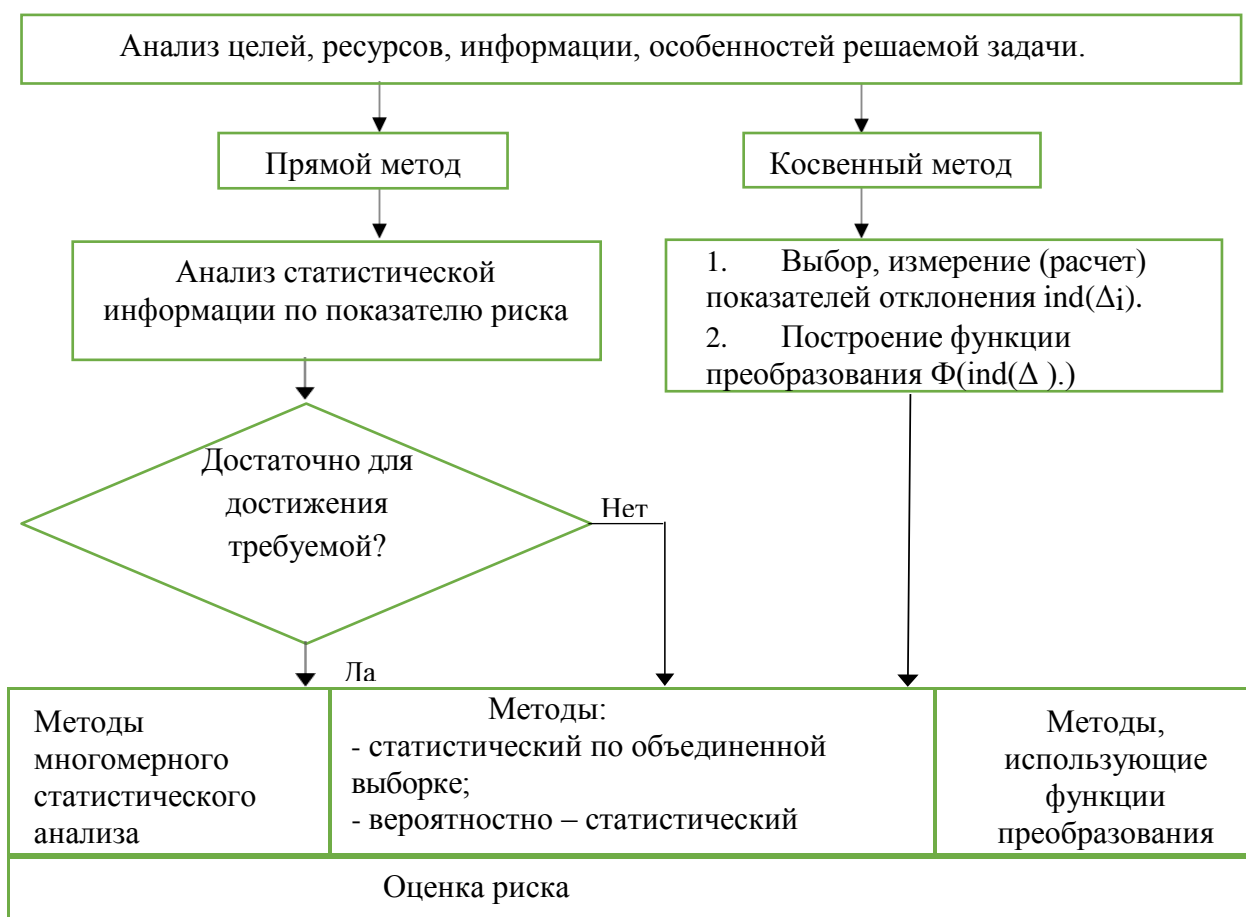 Анализ целей, ресурсов, информации, особенностей решаемой задачи.
Прямой метод
Косвенный метод
Анализ статистической
информации по показателю риска
1. Выбор, измерение (расчет)
показателей отклонения ind(Δi).
2. Построение функции
преобразования Φ(ind(Δ ).)
Достаточно для
достижения
требуемой?
Нет
Да
Методы
многомерного
статистического
анализа
Методы:
- статистический по объединенной
выборке;
- вероятностно – статистический
Методы,
использующие
функции
преобразования
Оценка риска